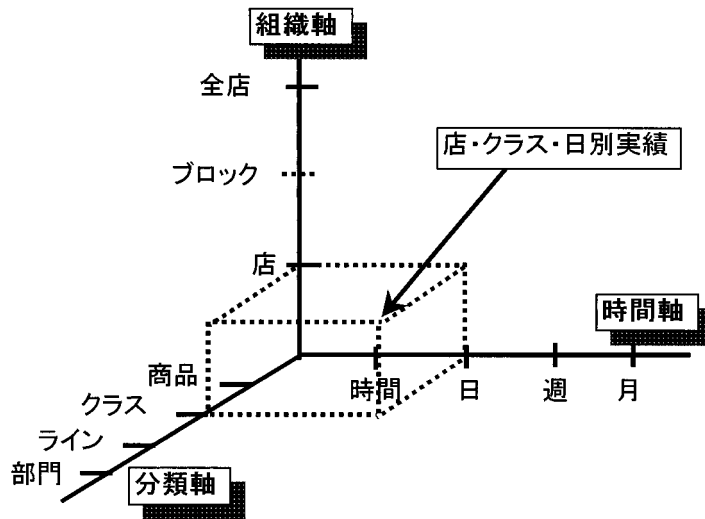 組織軸
全店
ブロック
店・クラス・日別実績
店
時間軸
商品
時間
日
週
月
クラス
ライン
部門
分類軸